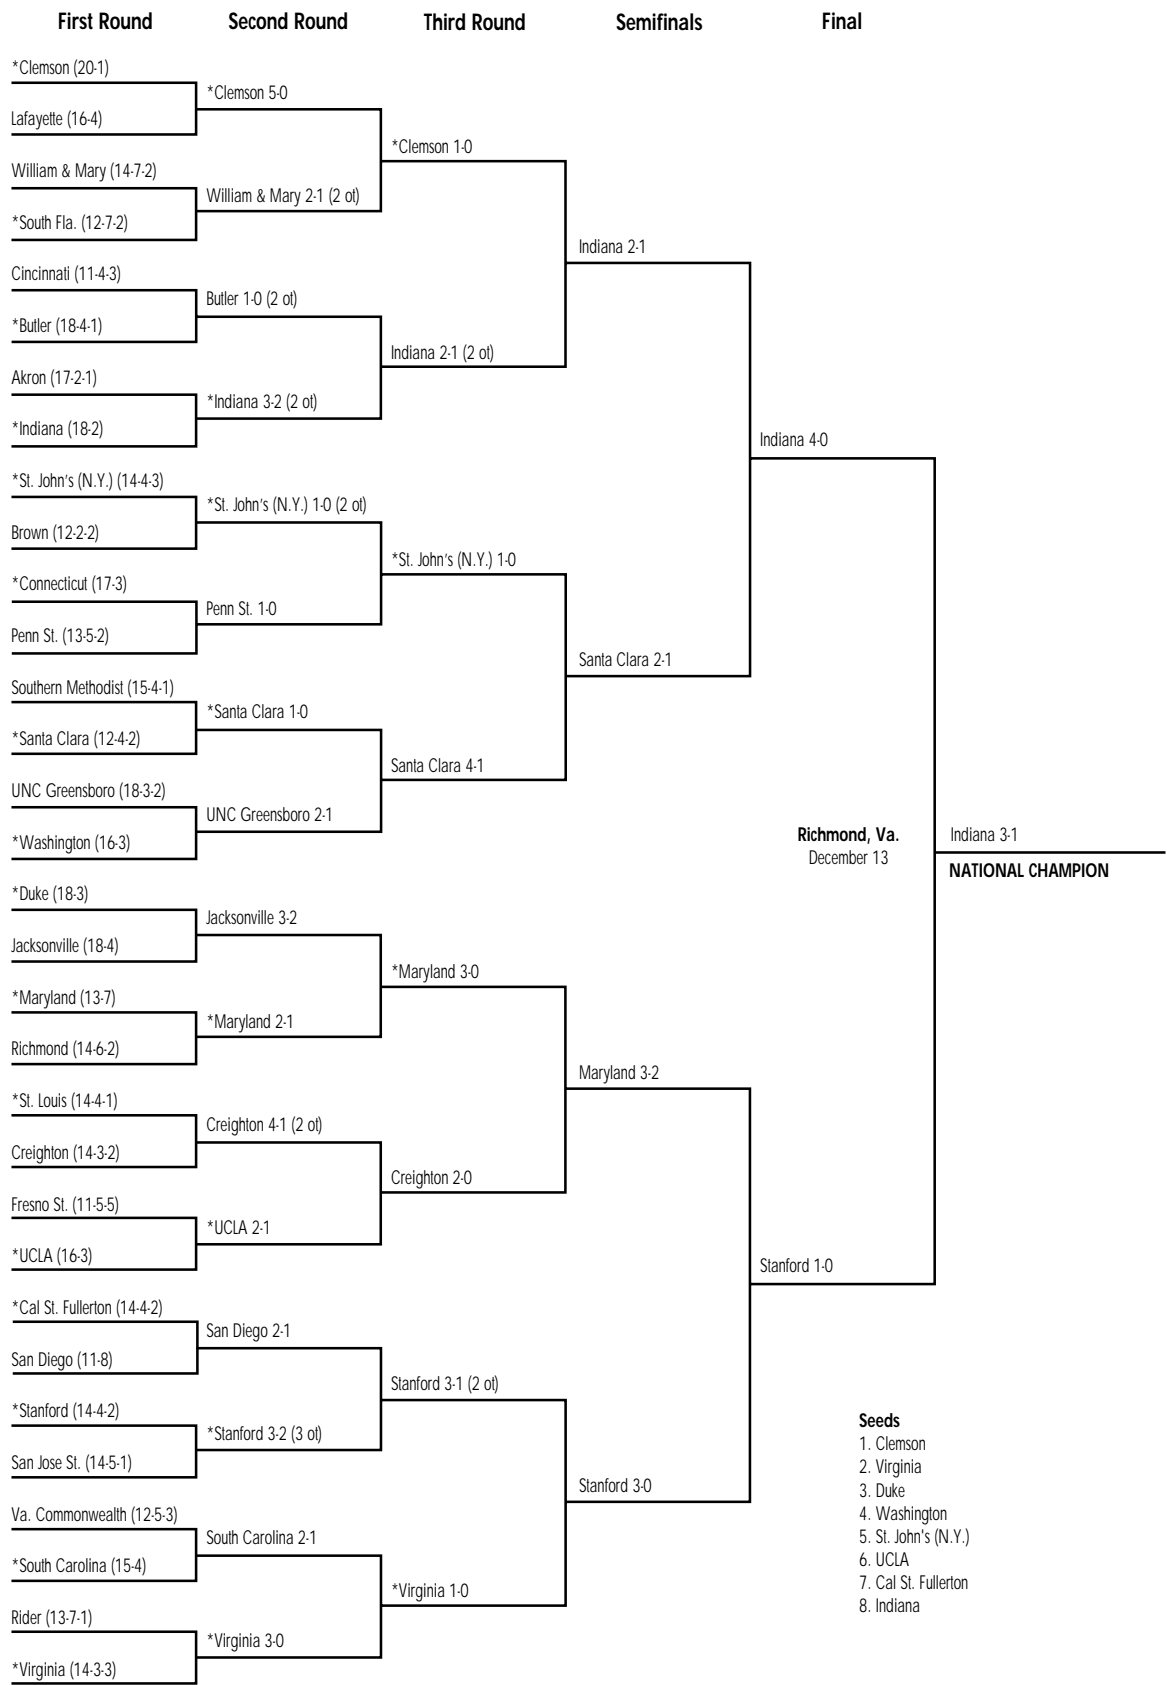 First Round
Second Round
Third Round
Semifinals
Final
*Clemson (20-1)
Lafayette (16-4)
William & Mary (14-7-2)
*South Fla. (12-7-2)
Cincinnati (11-4-3)
*Butler (18-4-1)
Akron (17-2-1)
*Indiana (18-2)
*St. John's (N.Y.) (14-4-3)
Brown (12-2-2)
*Connecticut (17-3)
Penn St. (13-5-2)
Southern Methodist (15-4-1)
*Santa Clara (12-4-2)
UNC Greensboro (18-3-2)
*Washington (16-3)
*Duke (18-3)
Jacksonville (18-4)
*Maryland (13-7)
Richmond (14-6-2)
*St. Louis (14-4-1)
Creighton (14-3-2)
Fresno St. (11-5-5)
*UCLA (16-3)
*Cal St. Fullerton (14-4-2)
San Diego (11-8)
*Stanford (14-4-2)
San Jose St. (14-5-1)
Va. Commonwealth (12-5-3)
*South Carolina (15-4)
Rider (13-7-1)
*Virginia (14-3-3)
*Clemson 5-0
William & Mary 2-1 (2 ot)
Butler 1-0 (2 ot)
*Indiana 3-2 (2 ot)
*St. John's (N.Y.) 1-0 (2 ot)
Penn St. 1-0
*Santa Clara 1-0
UNC Greensboro 2-1
Jacksonville 3-2
*Maryland 2-1
Creighton 4-1 (2 ot)
*UCLA 2-1
San Diego 2-1
*Stanford 3-2 (3 ot)
South Carolina 2-1
*Virginia 3-0
*Clemson 1-0
Indiana 2-1 (2 ot)
*St. John's (N.Y.) 1-0
Santa Clara 4-1
*Maryland 3-0
Creighton 2-0
Stanford 3-1 (2 ot)
*Virginia 1-0
Indiana 2-1
Santa Clara 2-1
Maryland 3-2
Stanford 3-0
Indiana 4-0
Stanford 1-0
Richmond, Va.
December 13
Indiana 3-1
NATIONAL CHAMPION
Seeds
1. Clemson
2. Virginia
3. Duke
4. Washington
5. St. John's (N.Y.)
6. UCLA
7. Cal St. Fullerton
8. Indiana